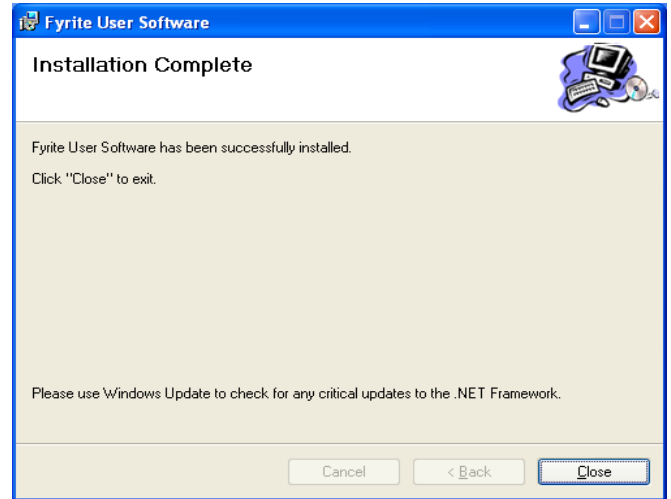 Fyrite User Software
Installation Complete
Fyrite User Software has been successfully installed.
Click "Close" to exit.
Please use Windows Update to check for any critical updates to the .NET Framework.
Cancel
< Back
Close